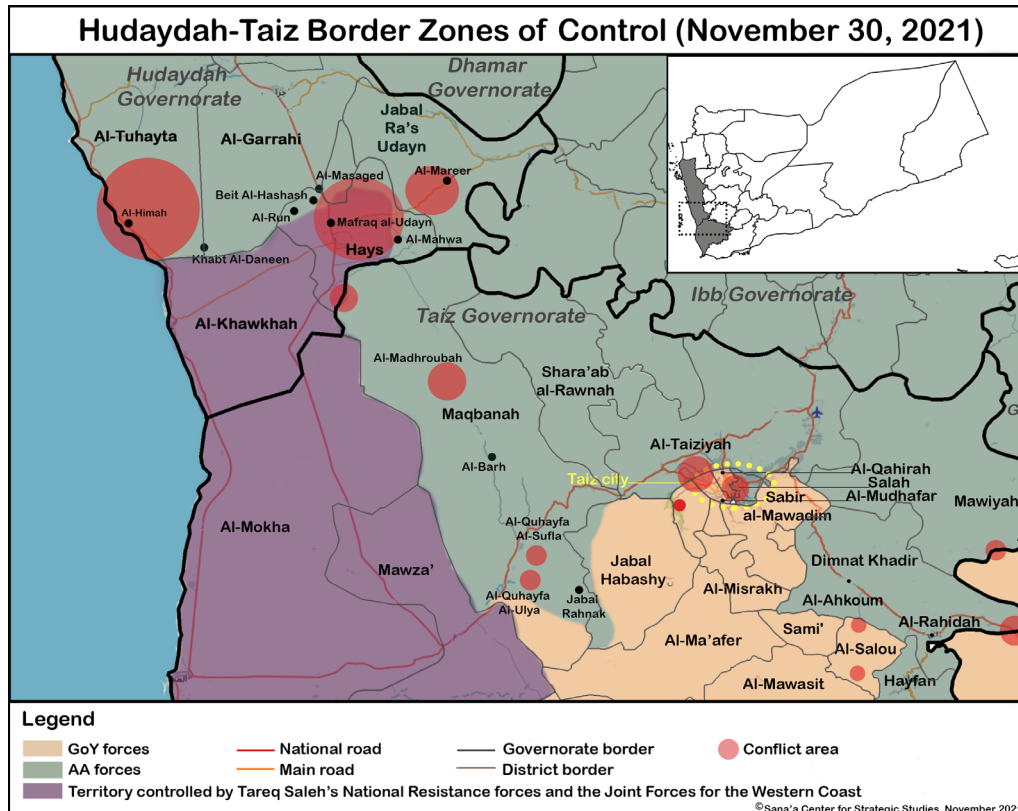 Hudaydah-Taiz Border Zones of Control (November 30, 2021)
Hudaydah
Governorate
Dhamar
Governorate
Al-Tuhayta
Al-Garrahi
Jabal
Ra's
Udayn
Al-Masaged
Al-Mareer
Beit Al-Hashash
Al-Himah
Al-Run
Mafraq al-Udayn
Al-Mahwa
Hays
Khabt Al-Daneen
Al-Khawkhah
Taiz Governorate
Ibb Governorate
Al-Madhroubah
Shara'ab
al-Rawnah
Maqbanah
Al-Taiziyah
Al-Barh
Taiz city
Al-Qahirah
Salah
Al-Mudhafar
Sabir
al-Mawadim
Mawiyah
Al-Mokha
Al-Quhayfa
Al-Sufla
Mawza'
Jabal
Habashy
Dimnat Khadir
Al-Quhayfa
Al-Ulya
Jabal
Rahnak
Al-Misrakh
Al-Ahkoum
Al-Rahidah
Sami'
Al-Ma'afer
Al-Salou
Al-Mawasit
Hayfan
Legend
GoY forces
National road
Governorate border
Conflict area
AA forces
Main road
District border
Territory controlled by Tareq Saleh's National Resistance forces and the Joint Forces for the Western Coast
©Sana'a Center for Strategic Studies, November 202